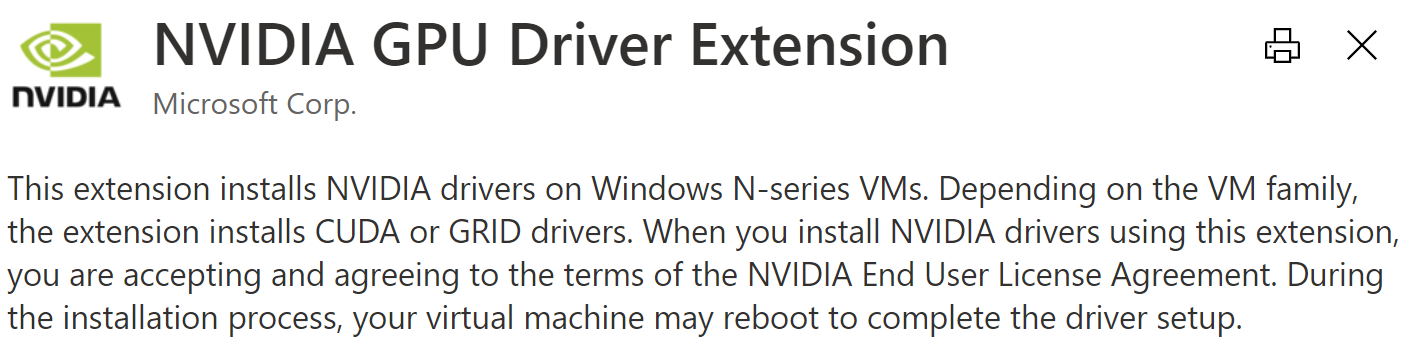 NVIDIA GPU Driver Extension
NVIDIA
Microsoft Corp.
This extension installs NVIDIA drivers on Windows N-series VMs. Depending on the VM family,
the extension installs CUDA or GRID drivers. When you install NVIDIA drivers using this extension,
you are accepting and agreeing to the terms of the NVIDIA End User License Agreement. During
the installation process, your virtual machine may reboot to complete the driver setup.